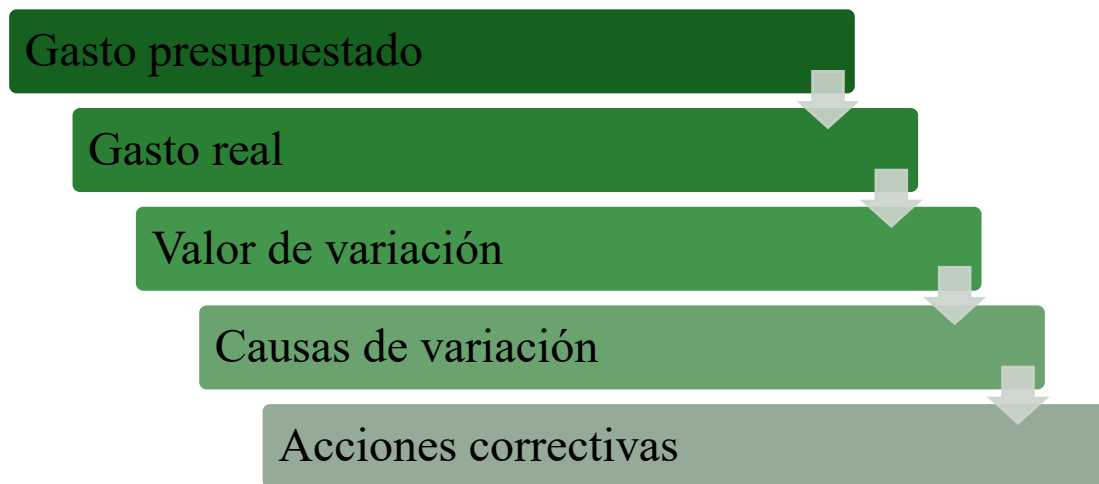 Gasto presupuestado
Gasto real
Valor de variación
Causas de variación
Acciones correctivas